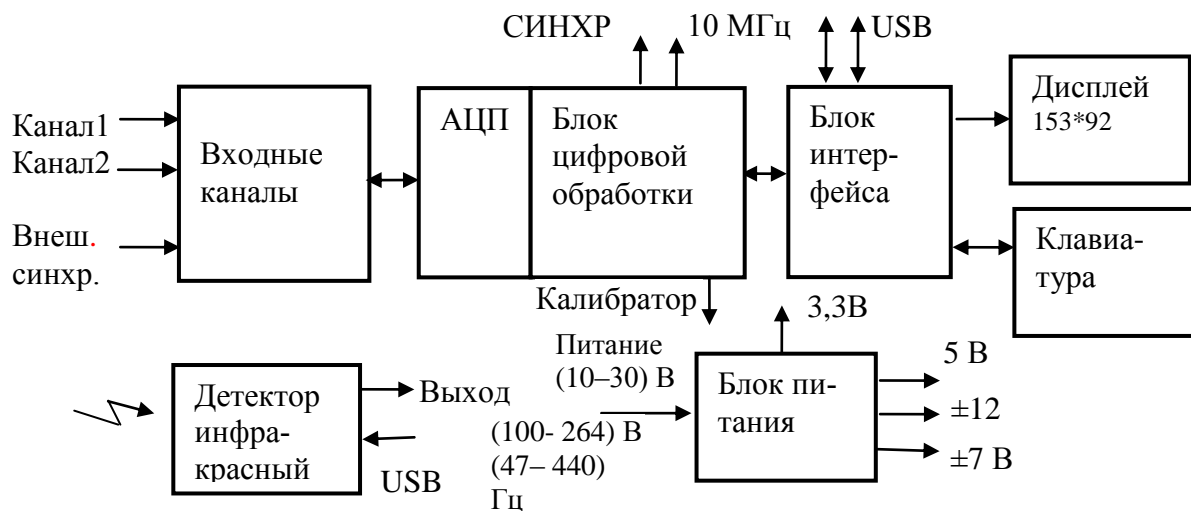 СИНХР
10 МГц
USB
Канал1
Канал2
Внеш.
синхр.
Входные
каналы
АЦП
Блок
цифровой
обработки
Блок
интер-
фейса
Дисплей
153*92
Клавиа-
тура
Калибратор
3,3В
Питание
(10–30) В
(100- 264) В
(47– 440)
Гц
Блок пи-
тания
5 В
±12
±7 В
Детектор
инфра-
красный
Выход
USB